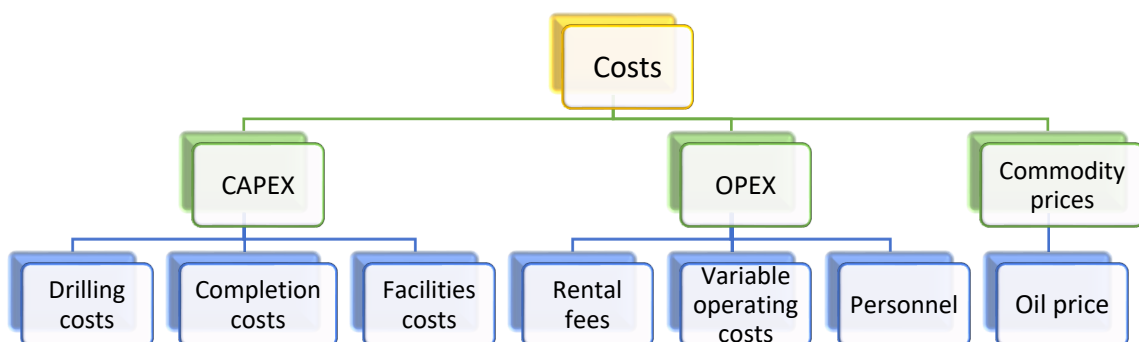 Costs
CAPEX
OPEX
Commodity
prices
Drilling
costs
Completion
costs
Facilities
costs
Rental
fees
Variable
operating
costs
Personnel
Oil price